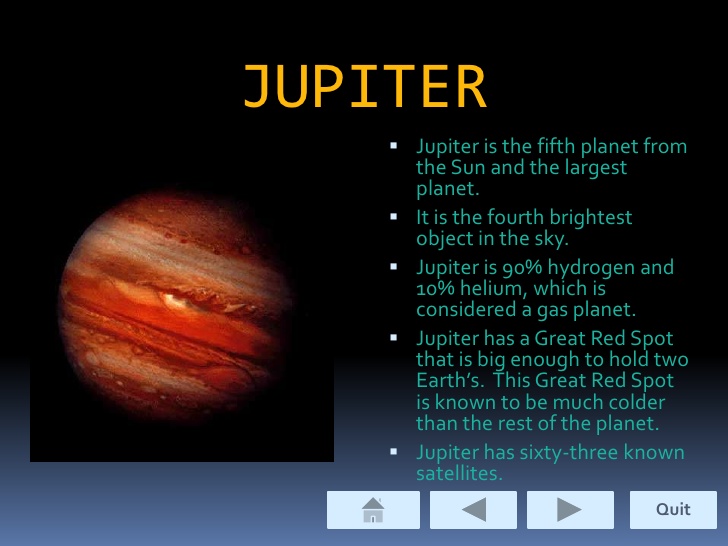 JUPITER
Jupiter is the fifth planet from
the Sun and the largest
planet.
It is the fourth brightest
object in the sky.
Jupiter is 90% hydrogen and
10% helium, which is
considered a gas planet.
Jupiter has a Great Red Spot
that is big enough to hold two
Earth’s.  This Great Red Spot
is known to be much colder
than the rest of the planet.
Jupiter has sixty-three known
satellites.
Quit